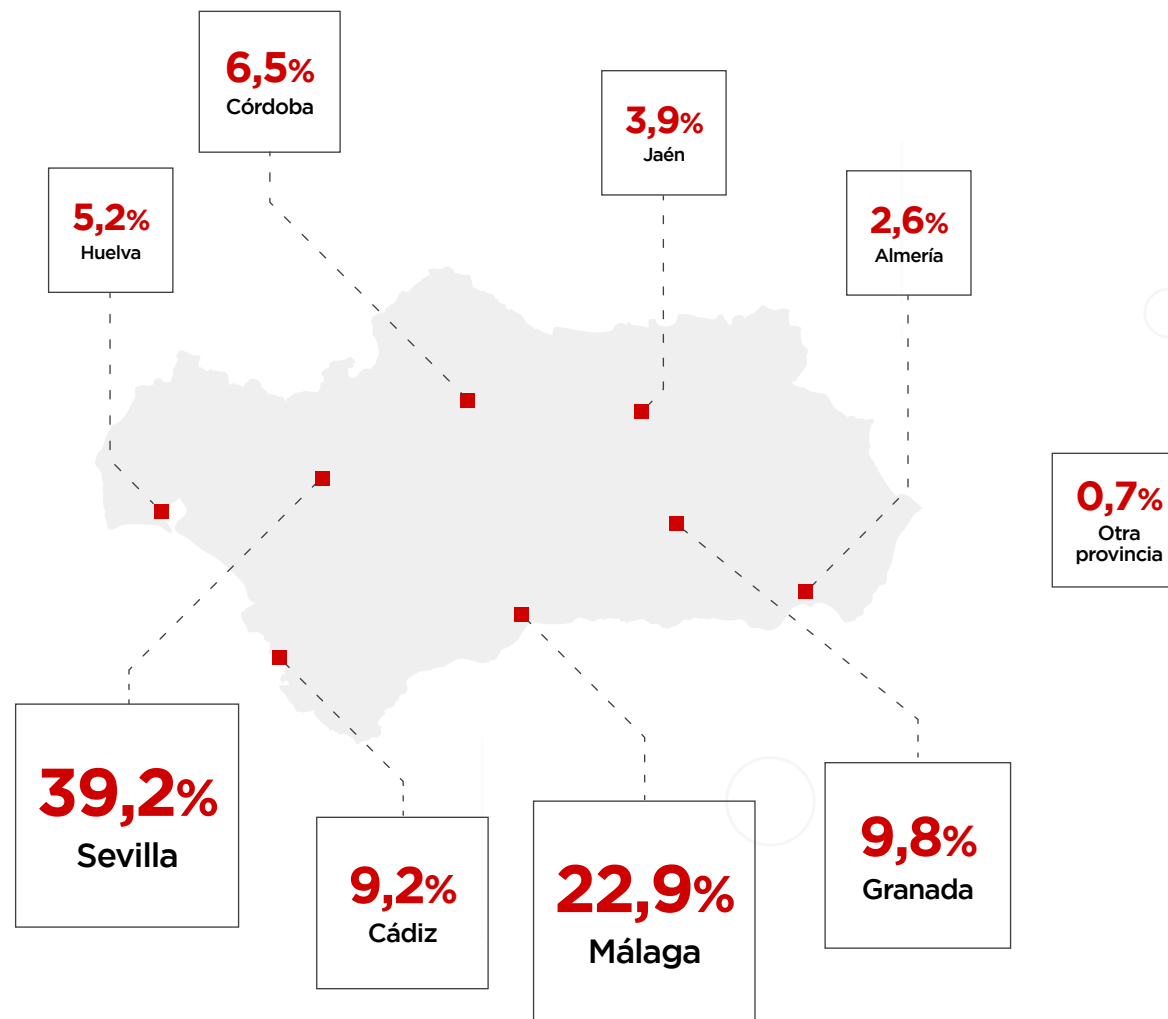 6,5%
Córdoba
3,9%
Jaén
5,2%
Huelva
2,6%
Almería
0,7%
Otra
provincia
39,2%
Sevilla
9,2%
Cádiz
22,9%
Málaga
9,8%
Granada